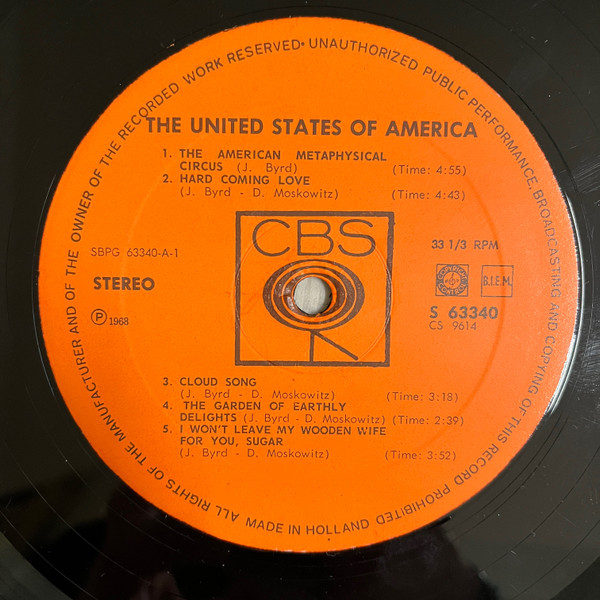 ALL RIGHTS OF THE MANUFACTURER AND OF THE OWNER OF THE RECORDED WORK RESERVED • UNAUTHORIZED PUBLIC PERFORMANCE, BROADCASTING AND COPYING OF THIS RECORD PROHIBITED
THE UNITED STATES OF AMERICA
1. THE AMERICAN METAPHYSICAL
CIRCUS (J. Byrd) (Time: 4:55)
2. HARD COMING LOVE
(J. Byrd - D. Moskowitz) (Time: 4:43)
CBS
SBPG 63340-A-1
33 1/3 RPM
STEREO
B.I.E.M.
S 63340
CS 9614
Ⓟ 1968
3. CLOUD SONG
(J. Byrd - D. Moskowitz) (Time: 3:18)
4. THE GARDEN OF EARTHLY
DELIGHTS (J. Byrd - D. Moskowitz) (Time: 2:39)
5. I WON'T LEAVE MY WOODEN WIFE
FOR YOU, SUGAR
(J. Byrd - D. Moskowitz) (Time: 3:52)
MADE IN HOLLAND